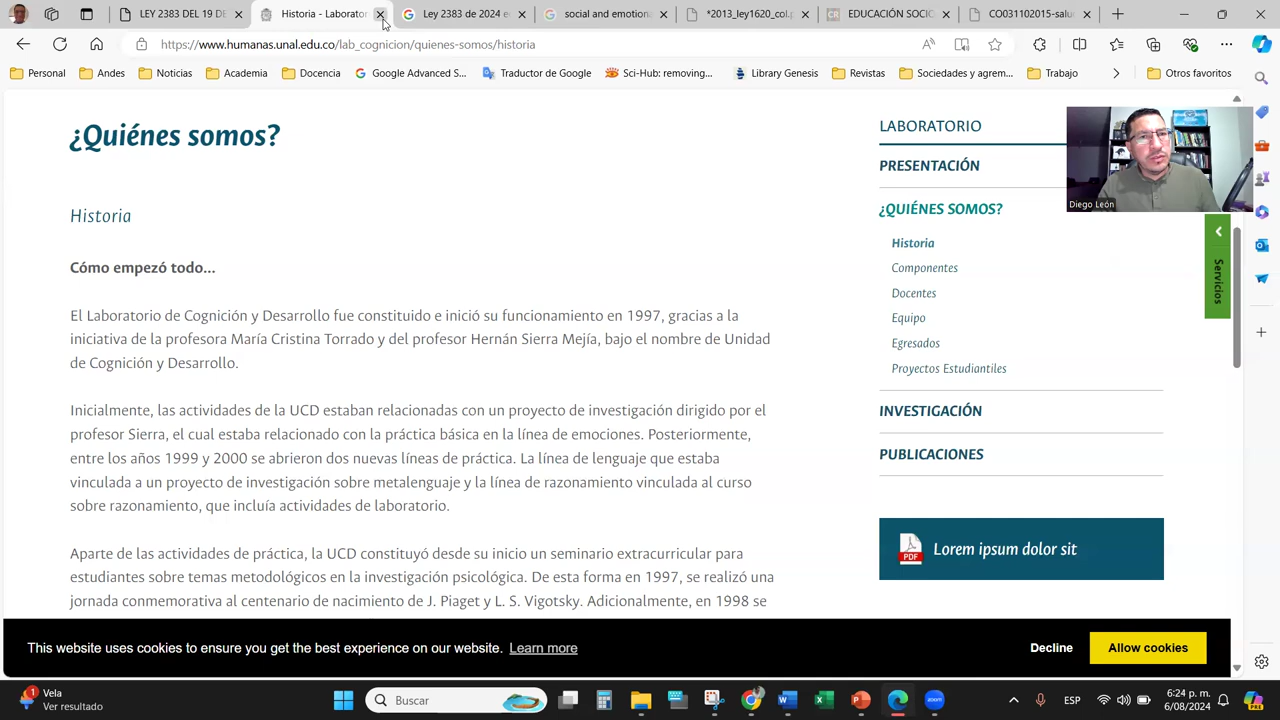 LEY 2383 DEL 19 DE
Historia - Laborator
Ley 2383 de 2024 e
social and emotion
*2013_ley1620_col.p
EDUCACIÓN SOCIO
CO031102015-salu
https://www.humanas.unal.edu.co/lab_cognicion/quienes-somos/historia
Personal
Andes
Noticias
Academia
Docencia
Google Advanced S...
Traductor de Google
Sci-Hub: removing...
Library Genesis
Revistas
Sociedades y agrem...
Trabajo
Otros favoritos
¿Quiénes somos?
Historia
Cómo empezó todo...
El Laboratorio de Cognición y Desarrollo fue constituido e inició su funcionamiento en 1997, gracias a la
iniciativa de la profesora María Cristina Torrado y del profesor Hernán Sierra Mejía, bajo el nombre de Unidad
de Cognición y Desarrollo.
Inicialmente, las actividades de la UCD estaban relacionadas con un proyecto de investigación dirigido por el
profesor Sierra, el cual estaba relacionado con la práctica básica en la línea de emociones. Posteriormente,
entre los años 1999 y 2000 se abrieron dos nuevas líneas de práctica. La línea de lenguaje que estaba
vinculada a un proyecto de investigación sobre metalenguaje y la línea de razonamiento vinculada al curso
sobre razonamiento, que incluía actividades de laboratorio.
Aparte de las actividades de práctica, la UCD constituyó desde su inicio un seminario extracurricular para
estudiantes sobre temas metodológicos en la investigación psicológica. De esta forma en 1997, se realizó una
jornada conmemorativa al centenario de nacimiento de J. Piaget y L. S. Vigotsky. Adicionalmente, en 1998 se
LABORATORIO
PRESENTACIÓN
¿QUIÉNES SOMOS?
Historia
Componentes
Docentes
Equipo
Egresados
Proyectos Estudiantiles
INVESTIGACIÓN
PUBLICACIONES
PDF
Lorem ipsum dolor sit
Diego León
Servicios
This website uses cookies to ensure you get the best experience on our website. Learn more
Decline
Allow cookies
1
Vela
Ver resultado
Buscar
ESP
6:24 p. m.
6/08/2024